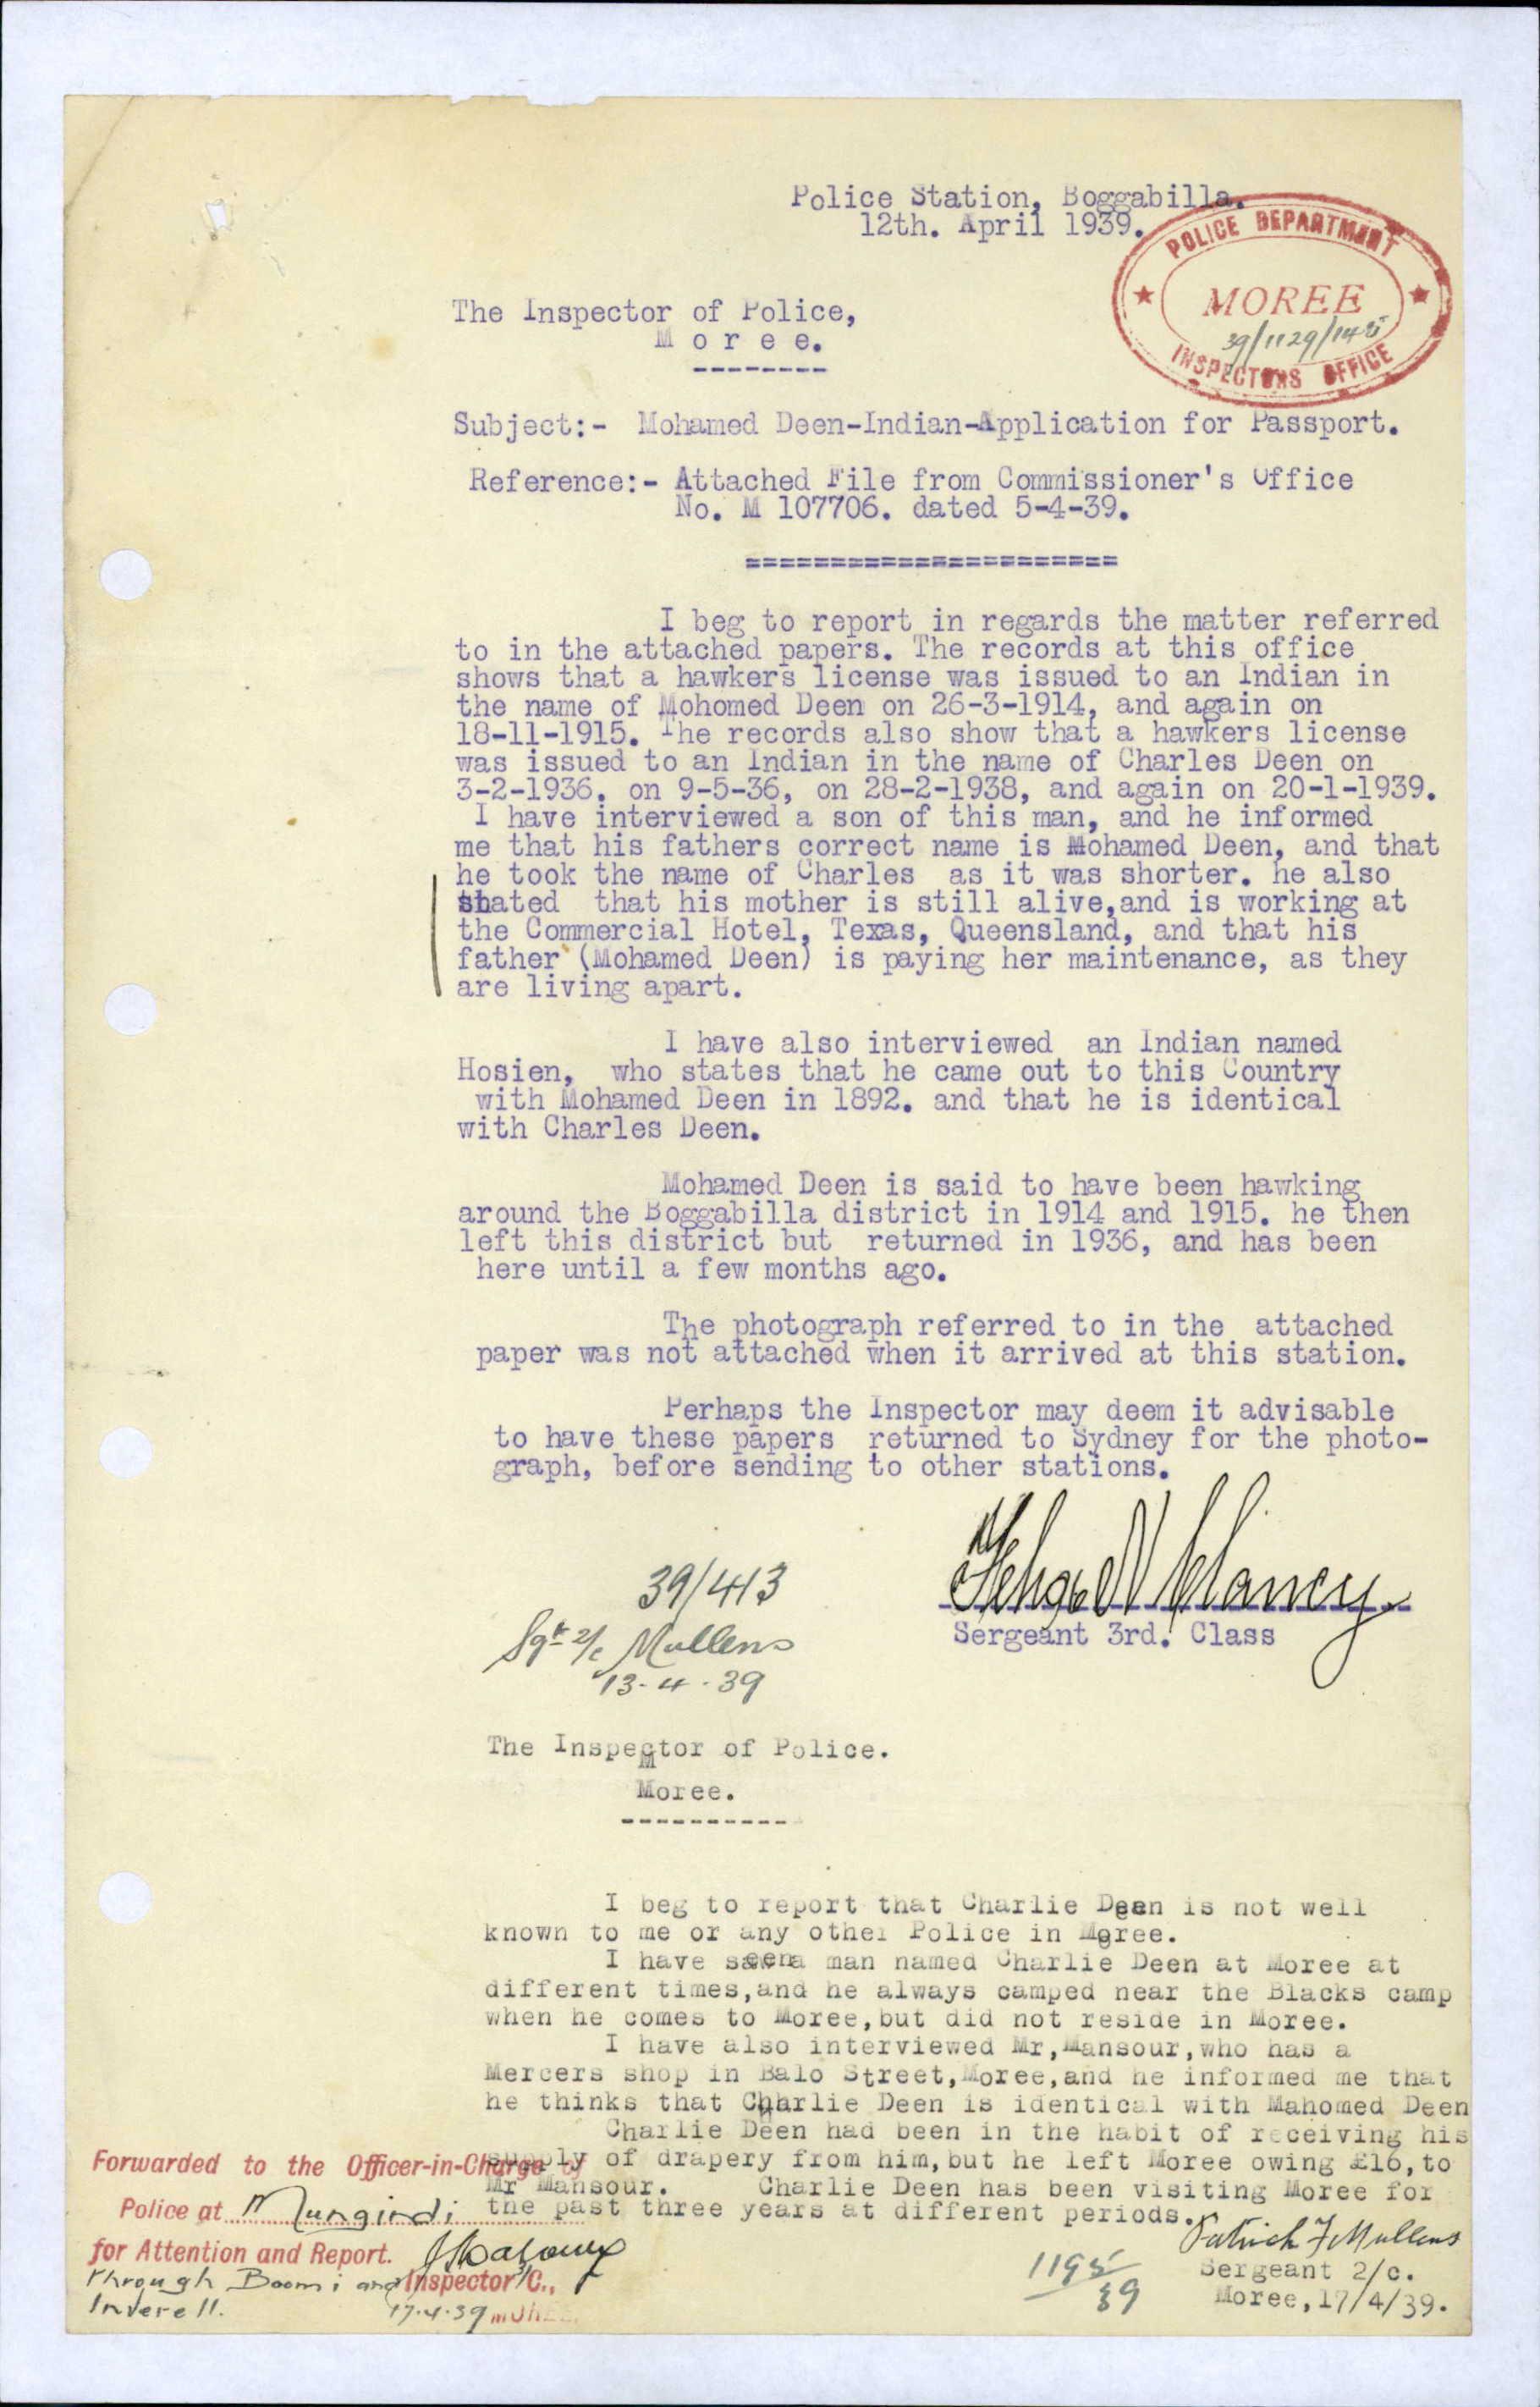 Police Station, Boggabilla.
12th. April 1939.
POLICE DEPARTMENT
MOREE
39/1129/1485
INSPECTORS OFFICE
The Inspector of Police,
M o r e e.
--------
Subject:- Mohamed Deen-Indian-Application for Passport.
Reference:- Attached File from Commissioner's Office
No. M 107706. dated 5-4-39.
======================
I beg to report in regards the matter referred
to in the attached papers. The records at this office
shows that a hawkers license was issued to an Indian in
the name of Mohomed Deen on 26-3-1914, and again on
18-11-1915. The records also show that a hawkers license
was issued to an Indian in the name of Charles Deen on
3-2-1936. on 9-5-36, on 28-2-1938, and again on 20-1-1939.
I have interviewed a son of this man, and he informed
me that his fathers correct name is Mohamed Deen, and that
he took the name of Charles as it was shorter. he also
stated that his mother is still alive,and is working at
the Commercial Hotel, Texas, Queensland, and that his
father (Mohamed Deen) is paying her maintenance, as they
are living apart.
I have also interviewed an Indian named
Hosien, who states that he came out to this Country
with Mohamed Deen in 1892. and that he is identical
with Charles Deen.
Mohamed Deen is said to have been hawking
around the Boggabilla district in 1914 and 1915. he then
left this district but returned in 1936, and has been
here until a few months ago.
The photograph referred to in the attached
paper was not attached when it arrived at this station.
Perhaps the Inspector may deem it advisable
to have these papers returned to Sydney for the photo-
graph, before sending to other stations.
39/413
Clancy
Sergeant 3rd. Class
Sgt 2/c Mullens
13-4-39
The Inspector of Police.
M
Moree.
----------
I beg to report that Charlie Deen is not well
known to me or any other Police in Moree.
I have seen a man named Charlie Deen at Moree at
different times,and he always camped near the Blacks camp
when he comes to Moree,but did not reside in Moree.
I have also interviewed Mr,Mansour,who has a
Mercers shop in Balo Street,Moree,and he informed me that
he thinks that Charlie Deen is identical with Mahomed Deen
Charlie Deen had been in the habit of receiving his
supply of drapery from him,but he left Moree owing £16,to
Mr Mansour. Charlie Deen has been visiting Moree for
the past three years at different periods.
Patrick F Mullens
Sergeant 2/c.
Moree,17/4/39.
1195
39
Forwarded to the Officer-in-Charge of
Police at Mungindi
for Attention and Report.
Through Boomi and Inspector I/C.,
Inverell. 17.4.39 MOREE